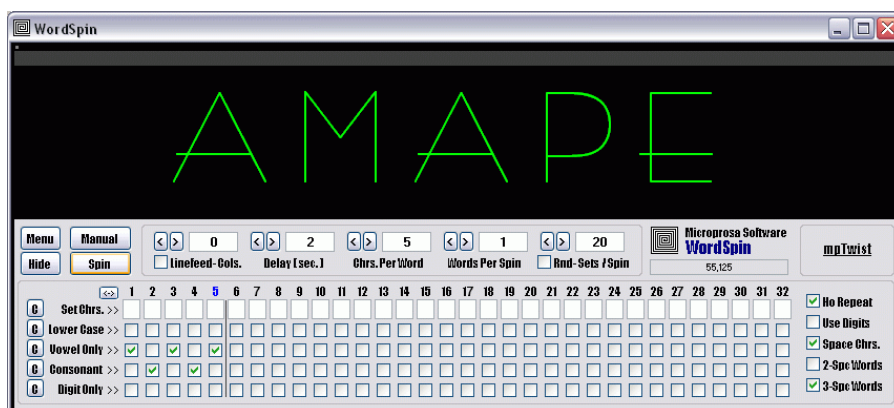 WordSpin
AMAPE
Menu Manual < > 0 < > 2 < > 5 < > 1 < > 20 Microprosa Software
WordSpin mpTwist
Hide Spin Linefeed-Cols. Delay [sec.] Chrs. Per Word Words Per Spin Rnd-Sets / Spin 55,125
<-> 1 2 3 4 5 6 7 8 9 10 11 12 13 14 15 16 17 18 19 20 21 22 23 24 25 26 27 28 29 30 31 32
C Set Chrs. >> No Repeat
C Lower Case >> Use Digits
C Vowel Only >> Space Chrs.
C Consonant >> 2-Spc Words
C Digit Only >> 3-Spc Words